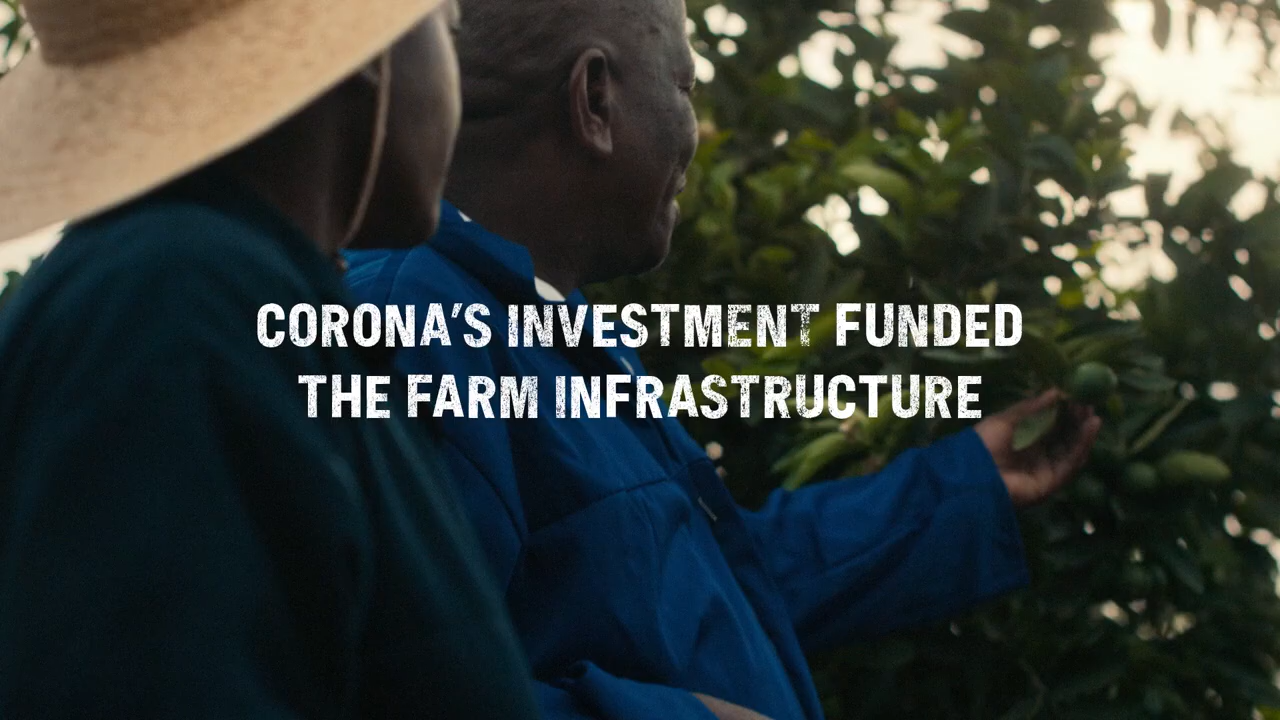 CORONA'S INVESTMENT FUNDED
THE FARM INFRASTRUCTURE